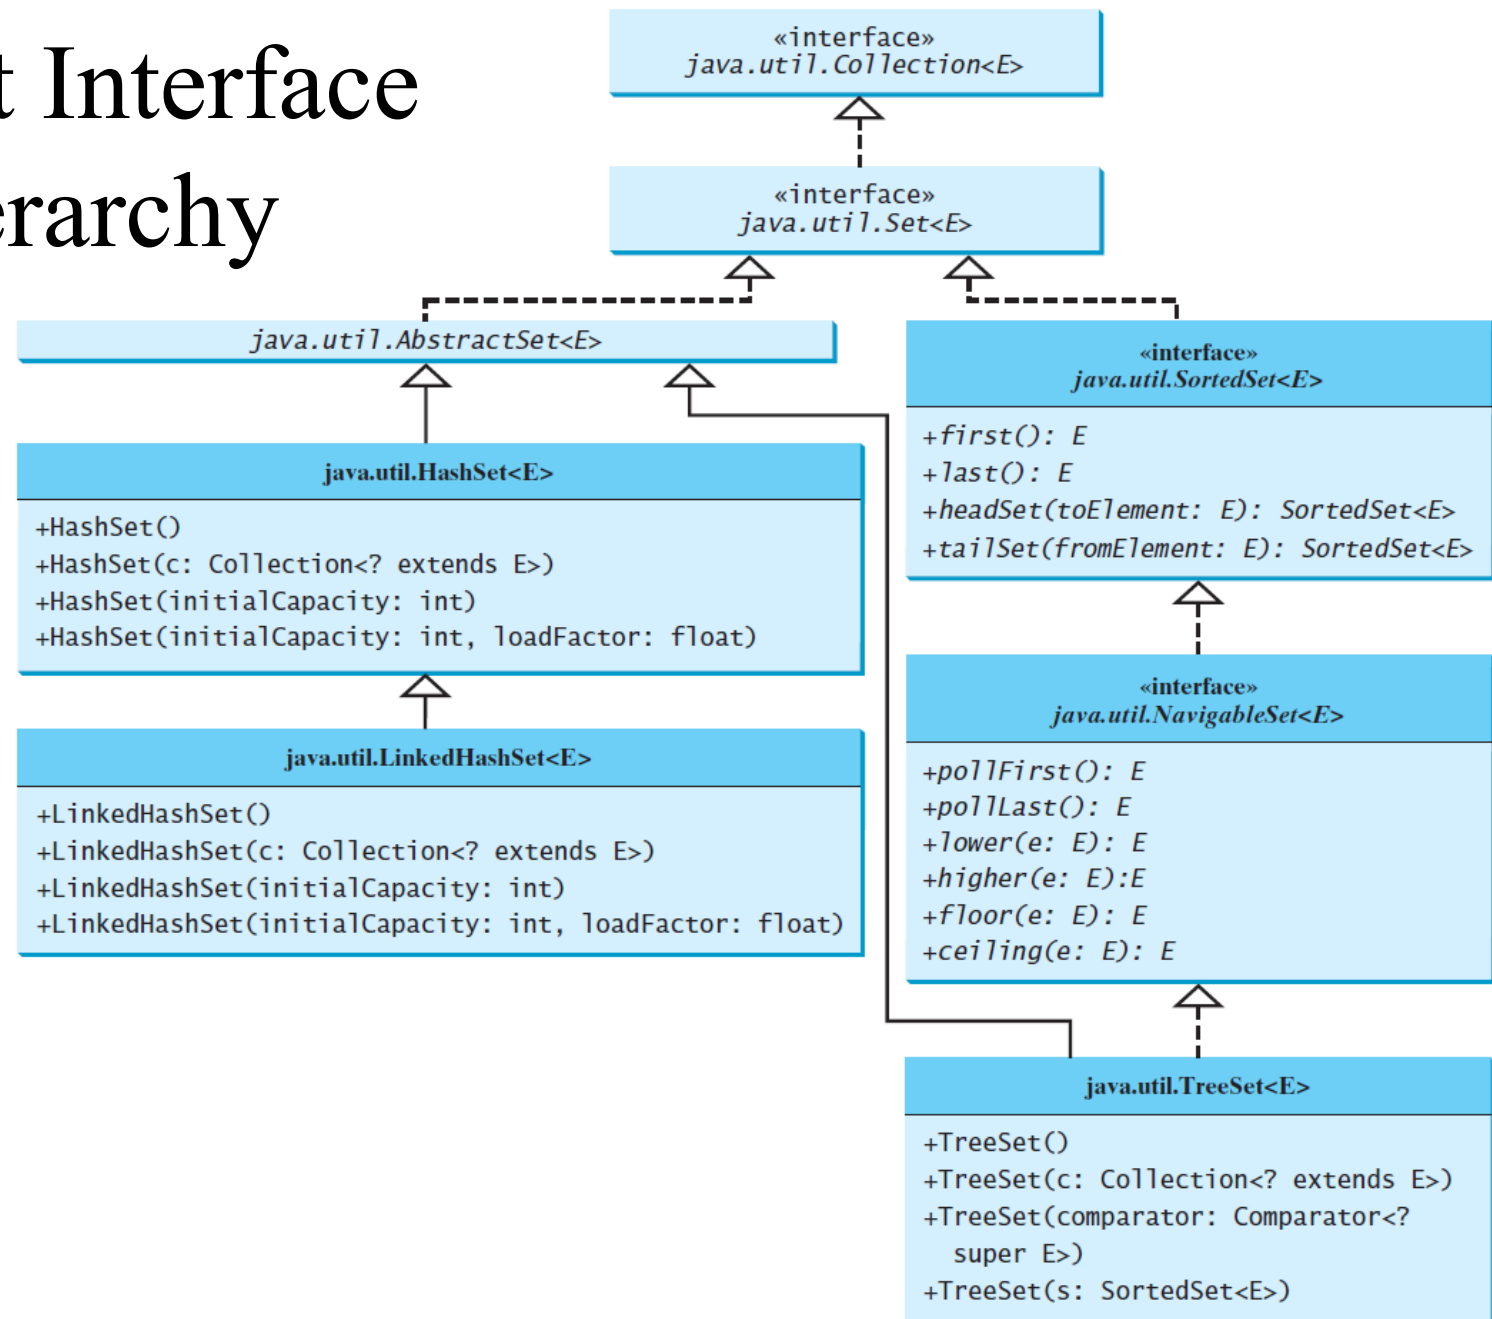 t Interface
erarchy
«interface»
java.util.Collection<E>
«interface»
java.util.Set<E>
java.util.AbstractSet<E>
«interface»
java.util.SortedSet<E>
+first(): E
+last(): E
+headSet(toElement: E): SortedSet<E>
+tailSet(fromElement: E): SortedSet<E>
java.util.HashSet<E>
+HashSet()
+HashSet(c: Collection<? extends E>)
+HashSet(initialCapacity: int)
+HashSet(initialCapacity: int, loadFactor: float)
java.util.LinkedHashSet<E>
+LinkedHashSet()
+LinkedHashSet(c: Collection<? extends E>)
+LinkedHashSet(initialCapacity: int)
+LinkedHashSet(initialCapacity: int, loadFactor: float)
«interface»
java.util.NavigableSet<E>
+pollFirst(): E
+pollLast(): E
+lower(e: E): E
+higher(e: E):E
+floor(e: E): E
+ceiling(e: E): E
java.util.TreeSet<E>
+TreeSet()
+TreeSet(c: Collection<? extends E>)
+TreeSet(comparator: Comparator<?
super E>)
+TreeSet(s: SortedSet<E>)